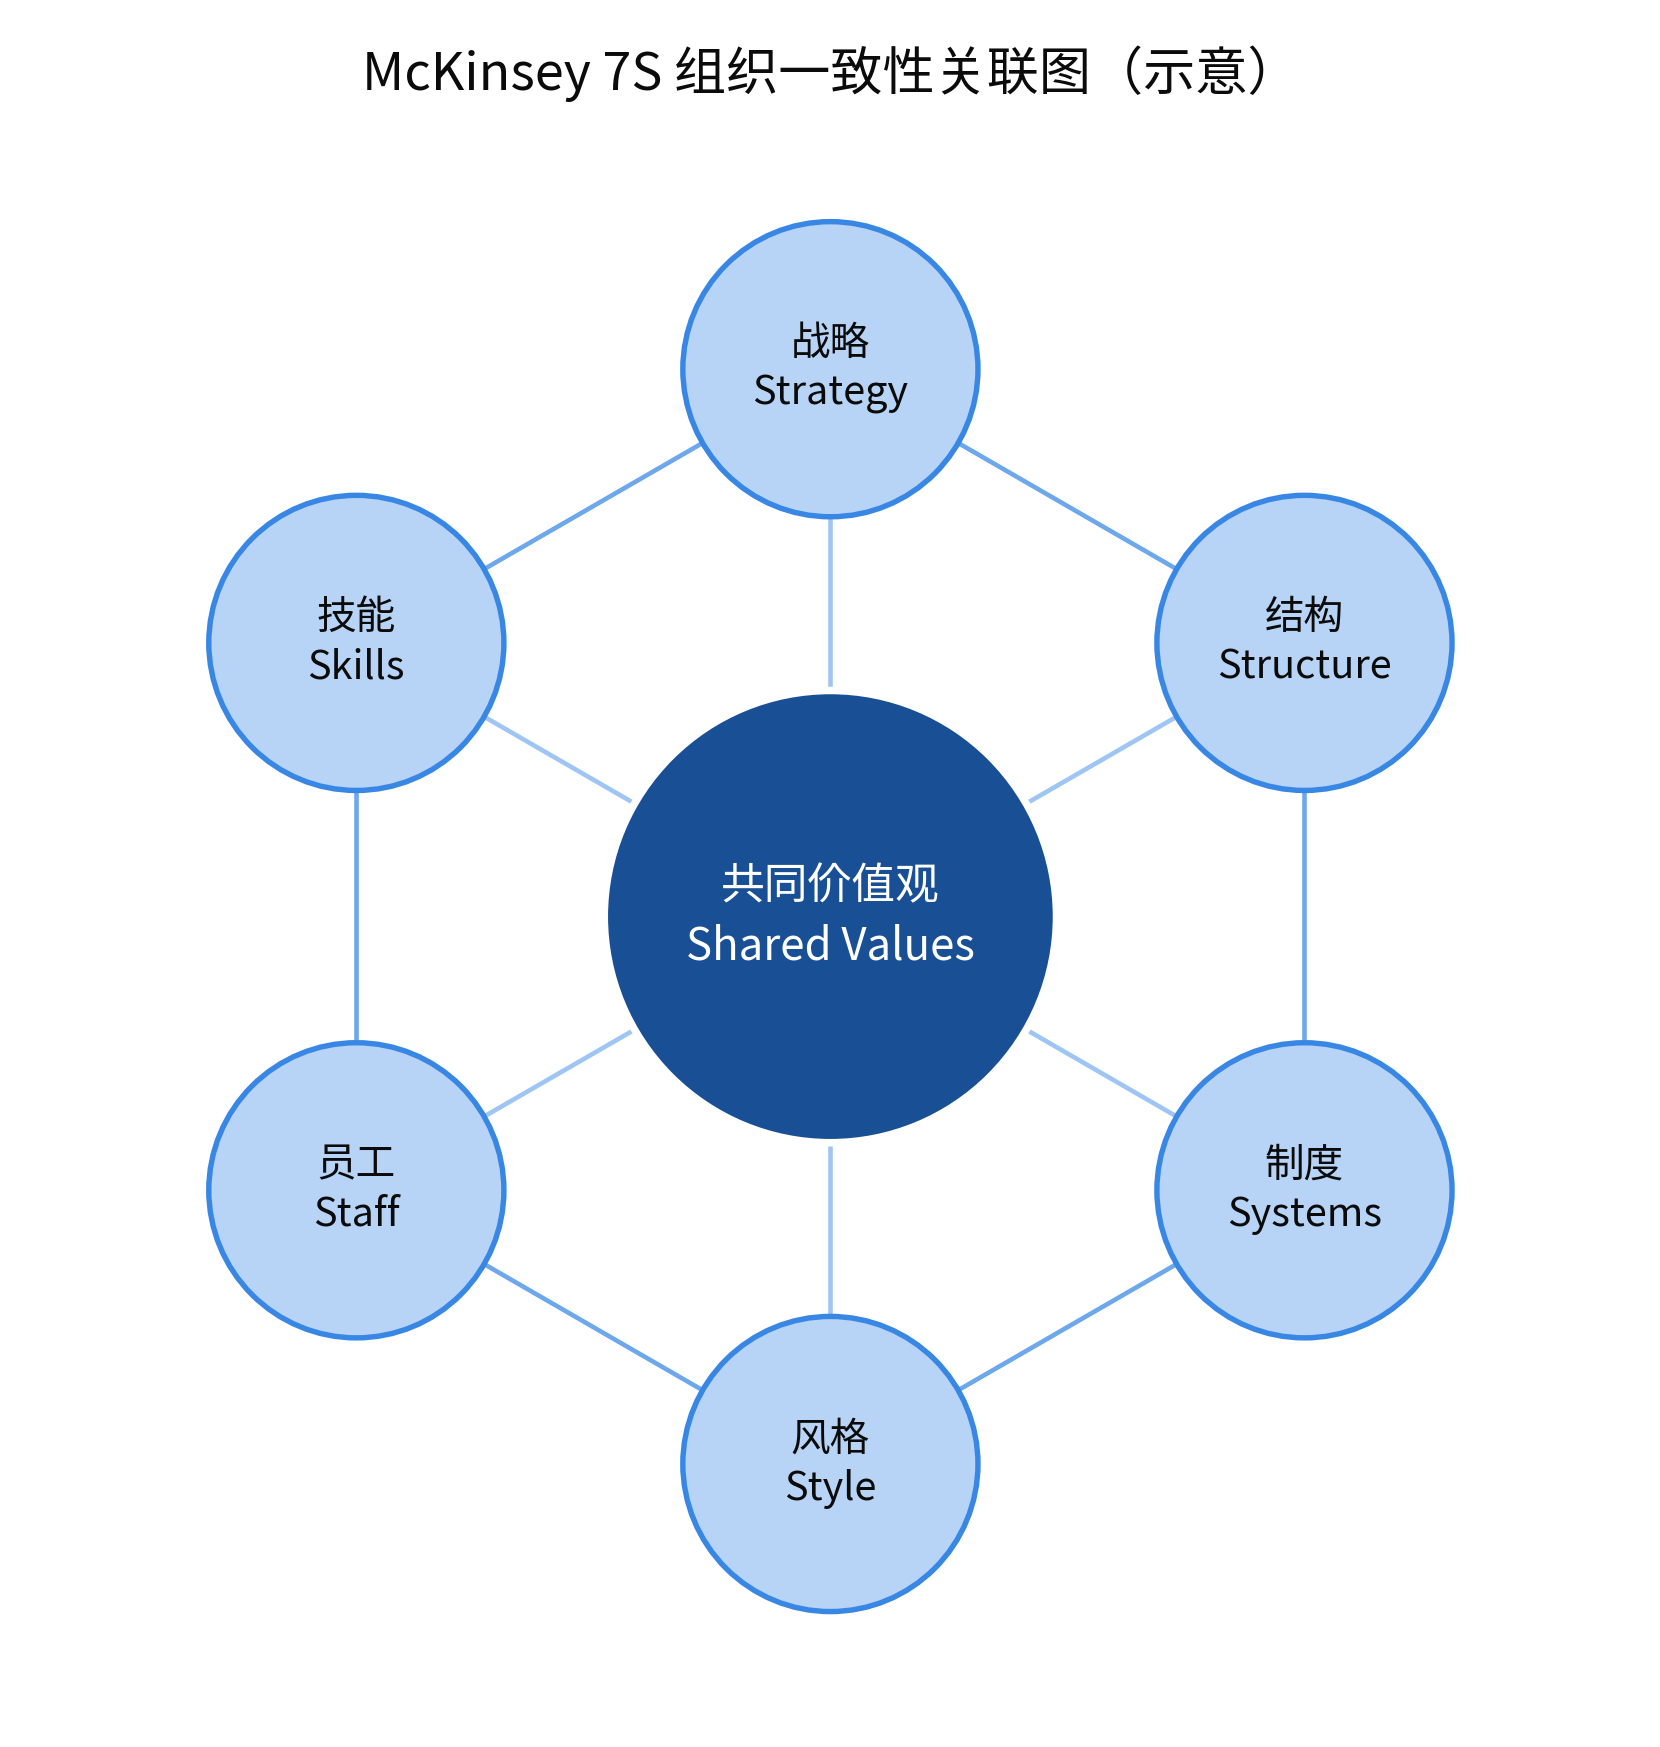 McKinsey 7S 组织一致性关联图（示意）
战略
Strategy
技能
Skills
结构
Structure
共同价值观
Shared Values
员工
Staff
制度
Systems
风格
Style